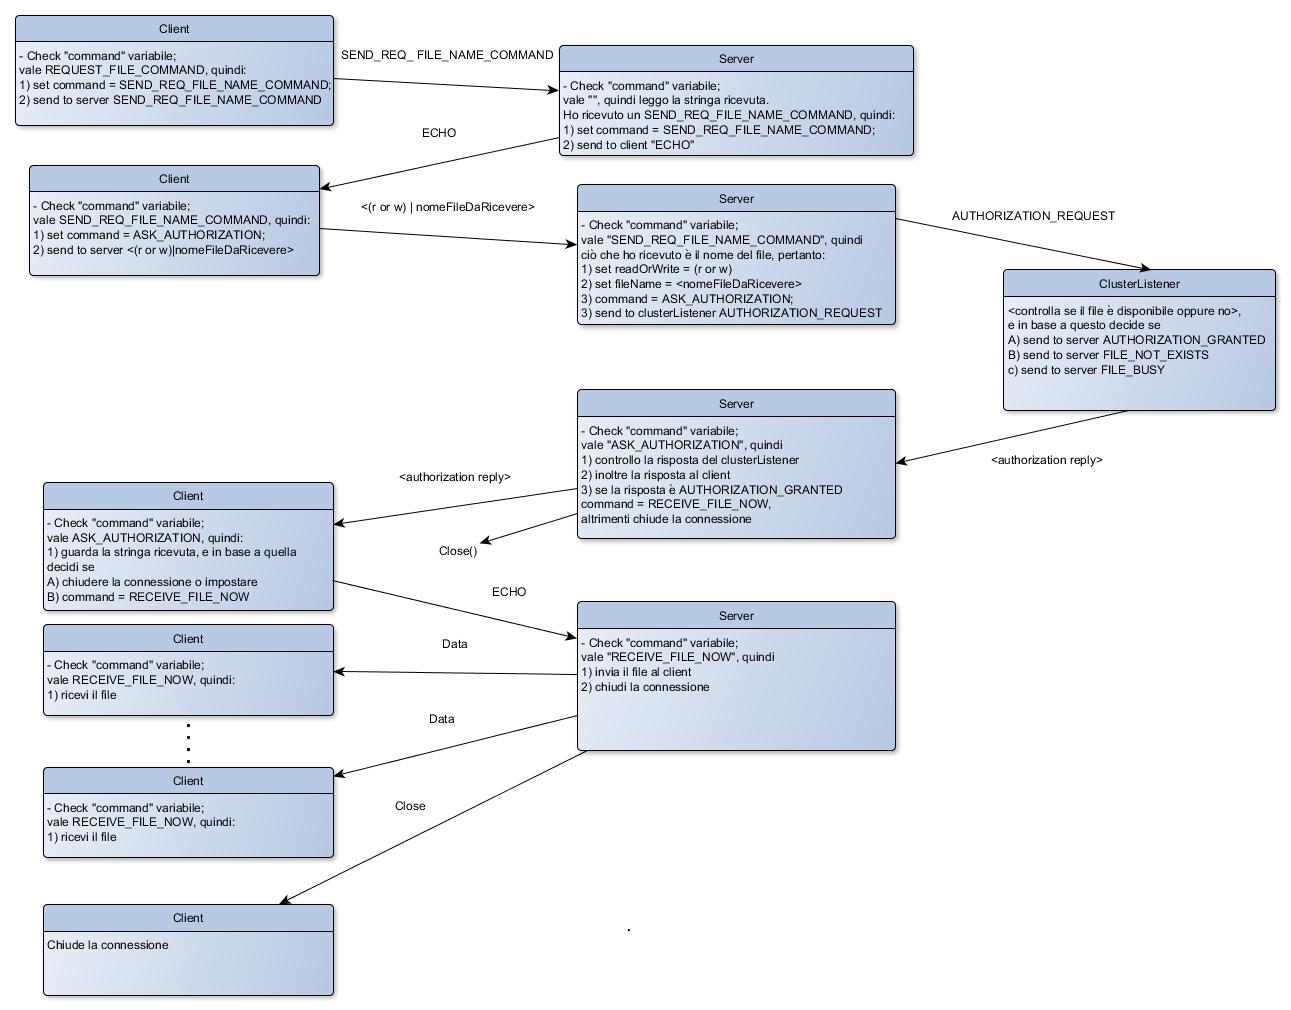 Client
- Check "command" variabile;
vale REQUEST_FILE_COMMAND, quindi:
1) set command = SEND_REQ_FILE_NAME_COMMAND;
2) send to server SEND_REQ_FILE_NAME_COMMAND
SEND_REQ_ FILE_NAME_COMMAND
Server
- Check "command" variabile;
vale "", quindi leggo la stringa ricevuta.
Ho ricevuto un SEND_REQ_FILE_NAME_COMMAND, quindi:
1) set command = SEND_REQ_FILE_NAME_COMMAND;
2) send to client "ECHO"
ECHO
Client
- Check "command" variabile;
vale SEND_REQ_FILE_NAME_COMMAND, quindi:
1) set command = ASK_AUTHORIZATION;
2) send to server <(r or w)|nomeFileDaRicevere>
<(r or w) | nomeFileDaRicevere>
Server
- Check "command" variabile;
vale "SEND_REQ_FILE_NAME_COMMAND", quindi
ciò che ho ricevuto è il nome del file, pertanto:
1) set readOrWrite = (r or w)
2) set fileName = <nomeFileDaRicevere>
3) command = ASK_AUTHORIZATION;
3) send to clusterListener AUTHORIZATION_REQUEST
AUTHORIZATION_REQUEST
ClusterListener
<controlla se il file è disponibile oppure no>,
e in base a questo decide se
A) send to server AUTHORIZATION_GRANTED
B) send to server FILE_NOT_EXISTS
c) send to server FILE_BUSY
<authorization reply>
Server
- Check "command" variabile;
vale "ASK_AUTHORIZATION", quindi
1) controllo la risposta del clusterListener
2) inoltre la risposta al client
3) se la risposta è AUTHORIZATION_GRANTED
command = RECEIVE_FILE_NOW,
altrimenti chiude la connessione
<authorization reply>
Close()
Client
- Check "command" variabile;
vale ASK_AUTHORIZATION, quindi:
1) guarda la stringa ricevuta, e in base a quella
decidi se
A) chiudere la connessione o impostare
B) command = RECEIVE_FILE_NOW
ECHO
Server
- Check "command" variabile;
vale "RECEIVE_FILE_NOW", quindi
1) invia il file al client
2) chiudi la connessione
Data
Client
- Check "command" variabile;
vale RECEIVE_FILE_NOW, quindi:
1) ricevi il file
Data
Client
- Check "command" variabile;
vale RECEIVE_FILE_NOW, quindi:
1) ricevi il file
Close
Client
Chiude la connessione